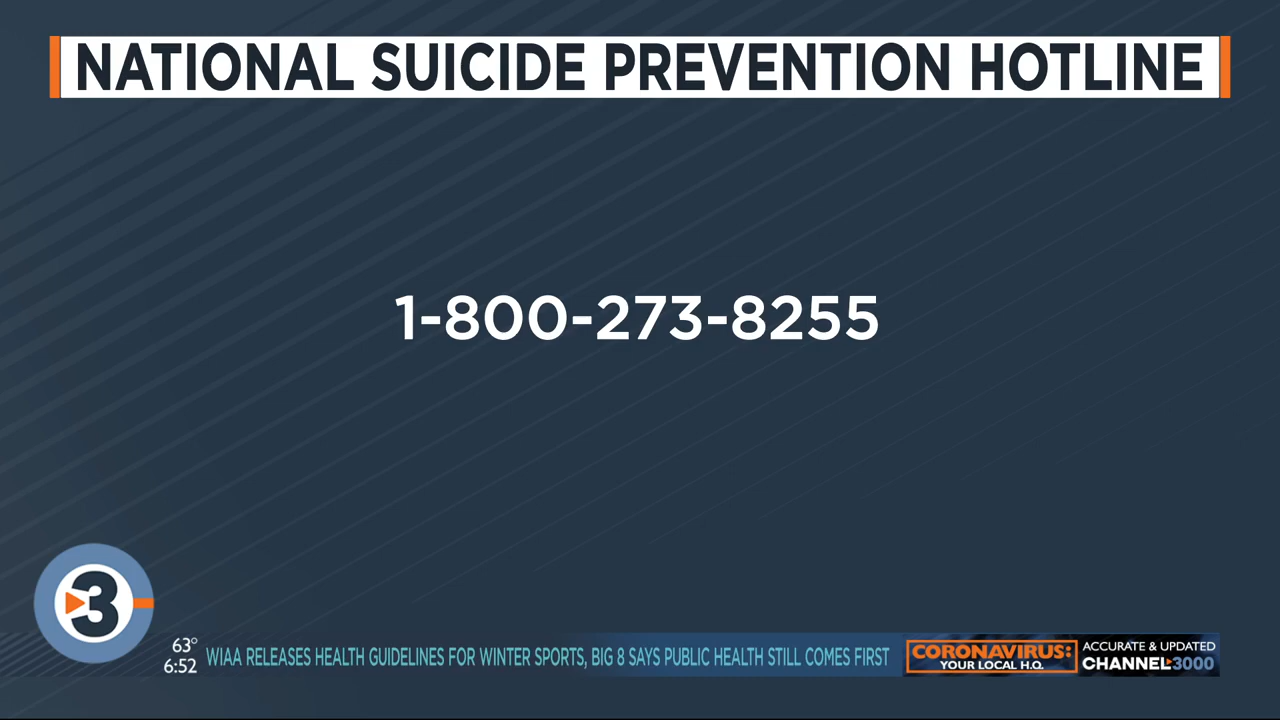 NATIONAL SUICIDE PREVENTION HOTLINE
1-800-273-8255
3
63°
6:52
WIAA RELEASES HEALTH GUIDELINES FOR WINTER SPORTS, BIG 8 SAYS PUBLIC HEALTH STILL COMES FIRST
CORONAVIRUS:
YOUR LOCAL H.Q.
ACCURATE & UPDATED
CHANNEL3000